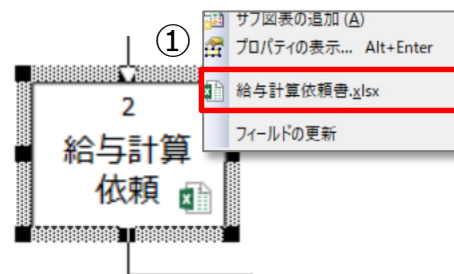 サブ図表の追加 (A)
① プロパティの表示... Alt+Enter
給与計算依頼書.xlsx
フィールドの更新
2
給与計算
依頼